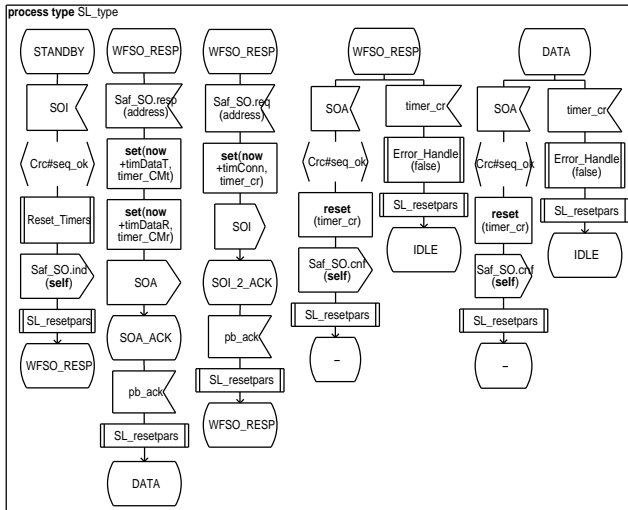 process type SL_type
STANDBY
SOI
Crc#seq_ok
Reset_Timers
Saf_SO.ind
(self)
SL_resetpars
WFSO_RESP
WFSO_RESP
Saf_SO.resp
(address)
set(now
+timDataT,
timer_CMt)
set(now
+timDataR,
timer_CMr)
SOA
SOA_ACK
pb_ack
SL_resetpars
DATA
WFSO_RESP
Saf_SO.req
(address)
set(now
+timConn,
timer_cr)
SOI
SOI_2_ACK
pb_ack
SL_resetpars
WFSO_RESP
WFSO_RESP
SOA
Crc#seq_ok
reset
(timer_cr)
Saf_SO.cnf
(self)
SL_resetpars
–
timer_cr
Error_Handle
(false)
SL_resetpars
IDLE
DATA
SOA
Crc#seq_ok
reset
(timer_cr)
Saf_SO.cnf
(self)
SL_resetpars
–
timer_cr
Error_Handle
(false)
SL_resetpars
IDLE